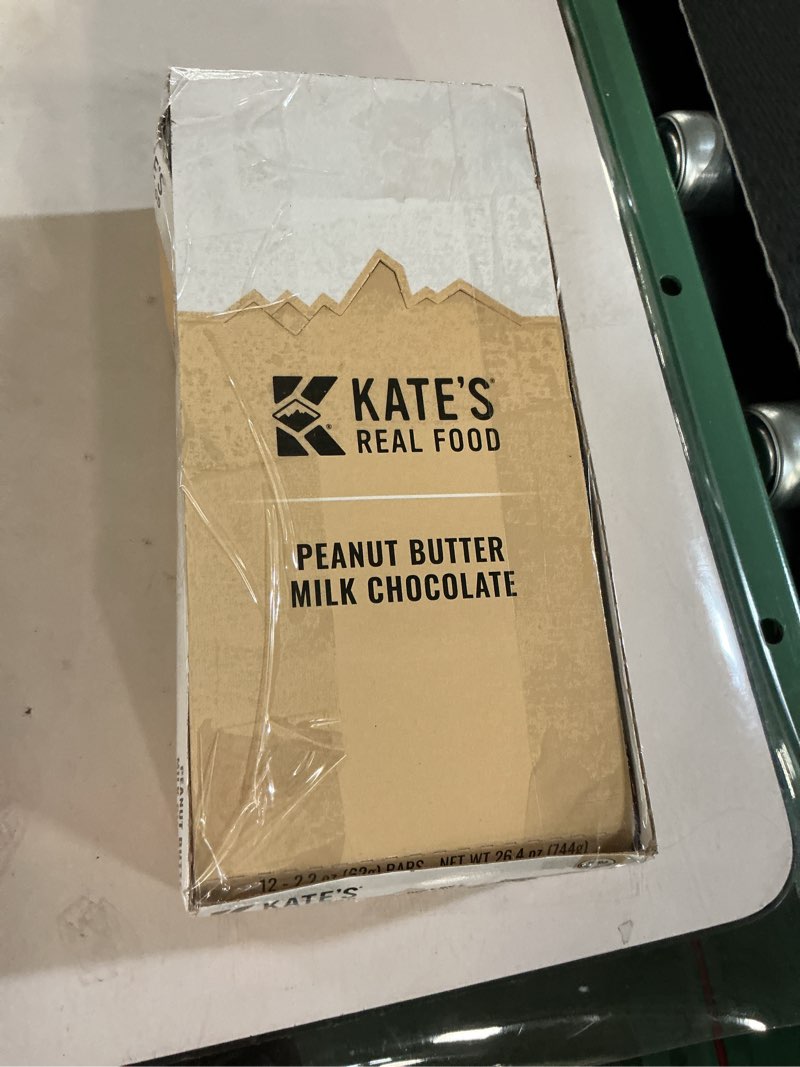 KATE'S®
REAL FOOD
PEANUT BUTTER
MILK CHOCOLATE
12 - 2.2 oz (62g) BARS NET WT 26.4 oz (744g)
KATE'S
PEANUT